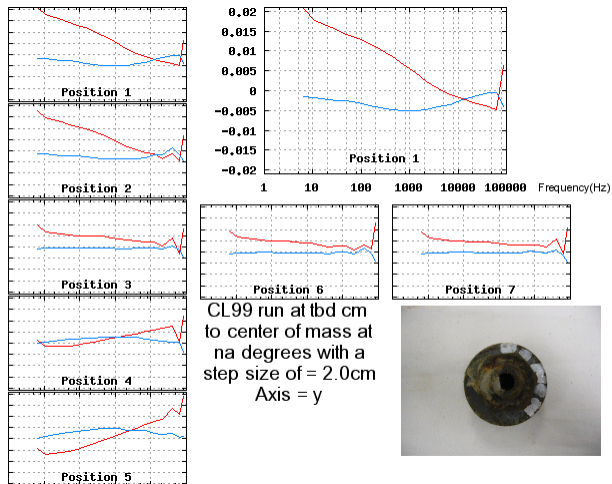 Position 1
Position 2
Position 3
Position 4
Position 5
0.02
0.015
0.01
0.005
0
-0.005
-0.01
-0.015
-0.02
Position 1
1 10 100 1000 10000 100000 Frequency(Hz)
Position 6
Position 7
CL99 run at tbd cm
to center of mass at
na degrees with a
step size of = 2.0cm
Axis = y